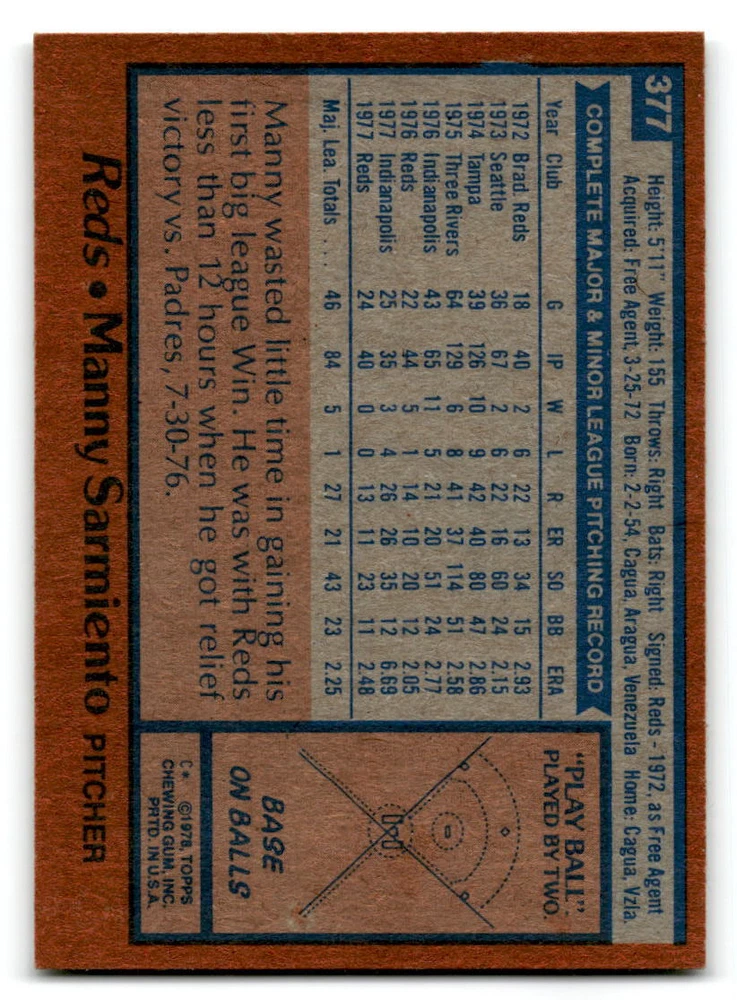 377
Height: 5'11" Weight: 155 Throws: Right Bats: Right Signed: Reds - 1972, as Free Agent
Acquired: Free Agent, 3-25-72 Born: 2-2-54, Cagua, Aragua, Venezuela Home: Cagua, Vzla.
COMPLETE MAJOR & MINOR LEAGUE PITCHING RECORD
Year Club G IP W L R ER SO BB ERA
1972 Brad. Reds 18 40 2 6 22 13 34 15 2.93
1973 Seattle 36 67 2 6 22 16 60 24 2.15
1974 Tampa 39 126 10 9 42 40 80 47 2.86
1975 Three Rivers 64 129 6 8 41 37 114 51 2.58
1976 Indianapolis 43 65 11 5 21 20 51 24 2.77
1976 Reds 22 44 5 1 14 10 20 12 2.05
1977 Indianapolis 25 35 3 4 26 26 35 12 6.69
1977 Reds 24 40 0 0 13 11 23 11 2.48
Maj. Lea. Totals .... 46 84 5 1 27 21 43 23 2.25
Manny wasted little time in gaining his
first big league Win. He was with Reds
less than 12 hours when he got relief
victory vs. Padres, 7-30-76.
"PLAY BALL"
PLAYED BY TWO.
BASE
ON BALLS
C* ©1978, TOPPS
CHEWING GUM, INC.
PRTD. IN U.S.A.
Reds • Manny Sarmiento PITCHER